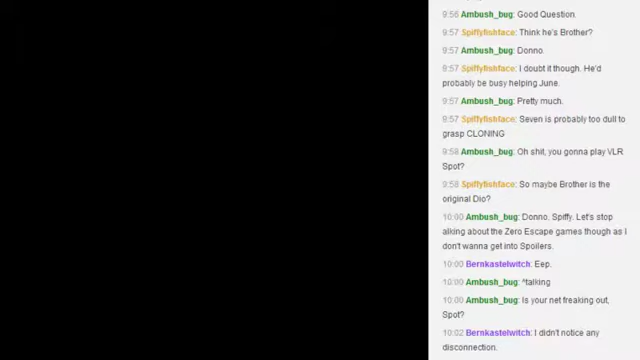 9:56 Ambush_bug: Good Question.
9:57 Spiffyfishface: Think he's Brother?
9:57 Ambush_bug: Donno.
9:57 Spiffyfishface: I doubt it though. He'd
probably be busy helping June.
9:57 Ambush_bug: Pretty much.
9:57 Spiffyfishface: Seven is probably too dull to
grasp CLONING
9:58 Ambush_bug: Oh shit, you gonna play VLR
Spot?
9:58 Spiffyfishface: So maybe Brother is the
original Dio?
10:00 Ambush_bug: Donno. Spiffy. Let's stop
talking about the Zero Escape games though as I
don't wanna get into Spoilers.
10:00 Bernkastelwitch: Eep.
10:00 Ambush_bug: ^talking
10:00 Ambush_bug: Is your net freaking out,
Spot?
10:02 Bernkastelwitch: I didn't notice any
disconnection.